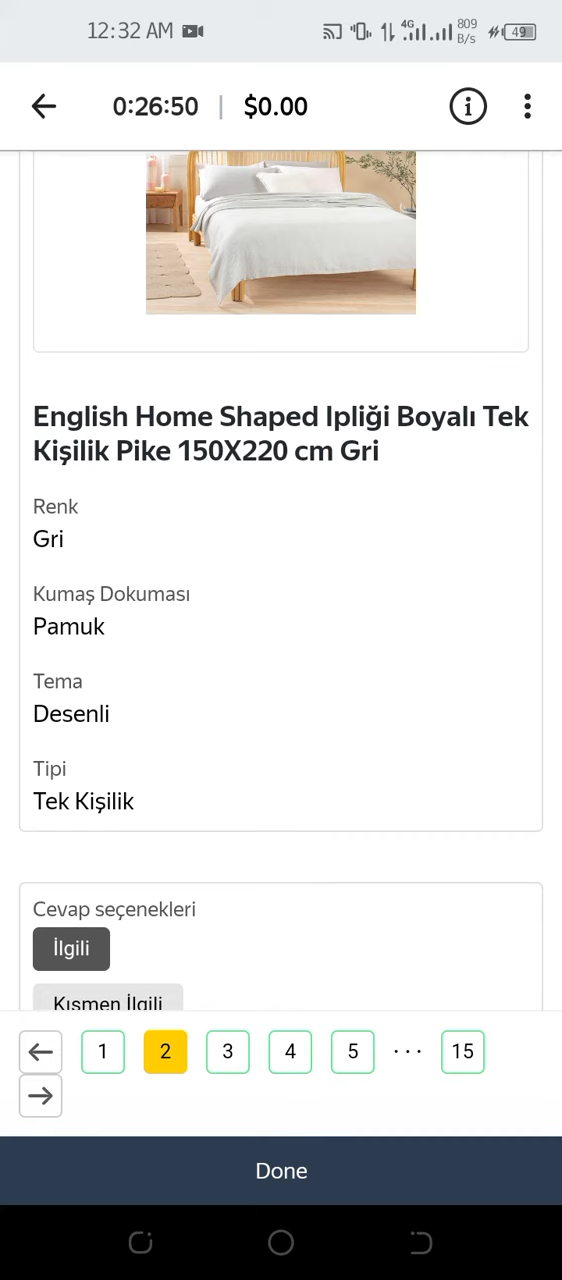 12:32 AM 4G 809 B/s 49
0:26:50 | $0.00
English Home Shaped Ipliği Boyalı Tek
Kişilik Pike 150X220 cm Gri
Renk
Gri
Kumaş Dokuması
Pamuk
Tema
Desenli
Tipi
Tek Kişilik
Cevap seçenekleri
İlgili
Kısmen İlgili
1 2 3 4 5 ... 15
Done